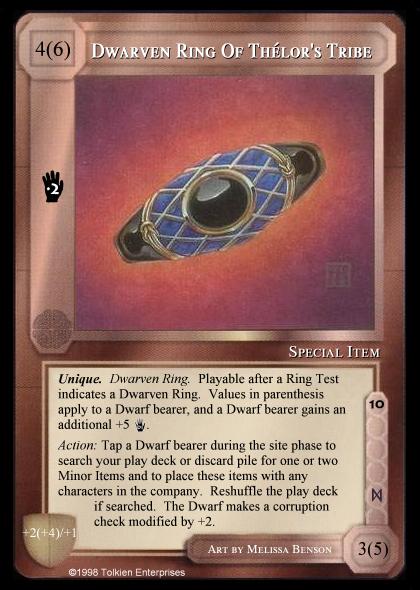 4(6)
Dwarven Ring Of Thélor's Tribe
2
Special Item
Unique. Dwarven Ring. Playable after a Ring Test
indicates a Dwarven Ring. Values in parenthesis
apply to a Dwarf bearer, and a Dwarf bearer gains an
additional +5 .
Action: Tap a Dwarf bearer during the site phase to
search your play deck or discard pile for one or two
Minor Items and to place these items with any
characters in the company. Reshuffle the play deck
if searched. The Dwarf makes a corruption
check modified by +2.
10
+2(+4)/+1
Art by Melissa Benson
3(5)
©1998 Tolkien Enterprises